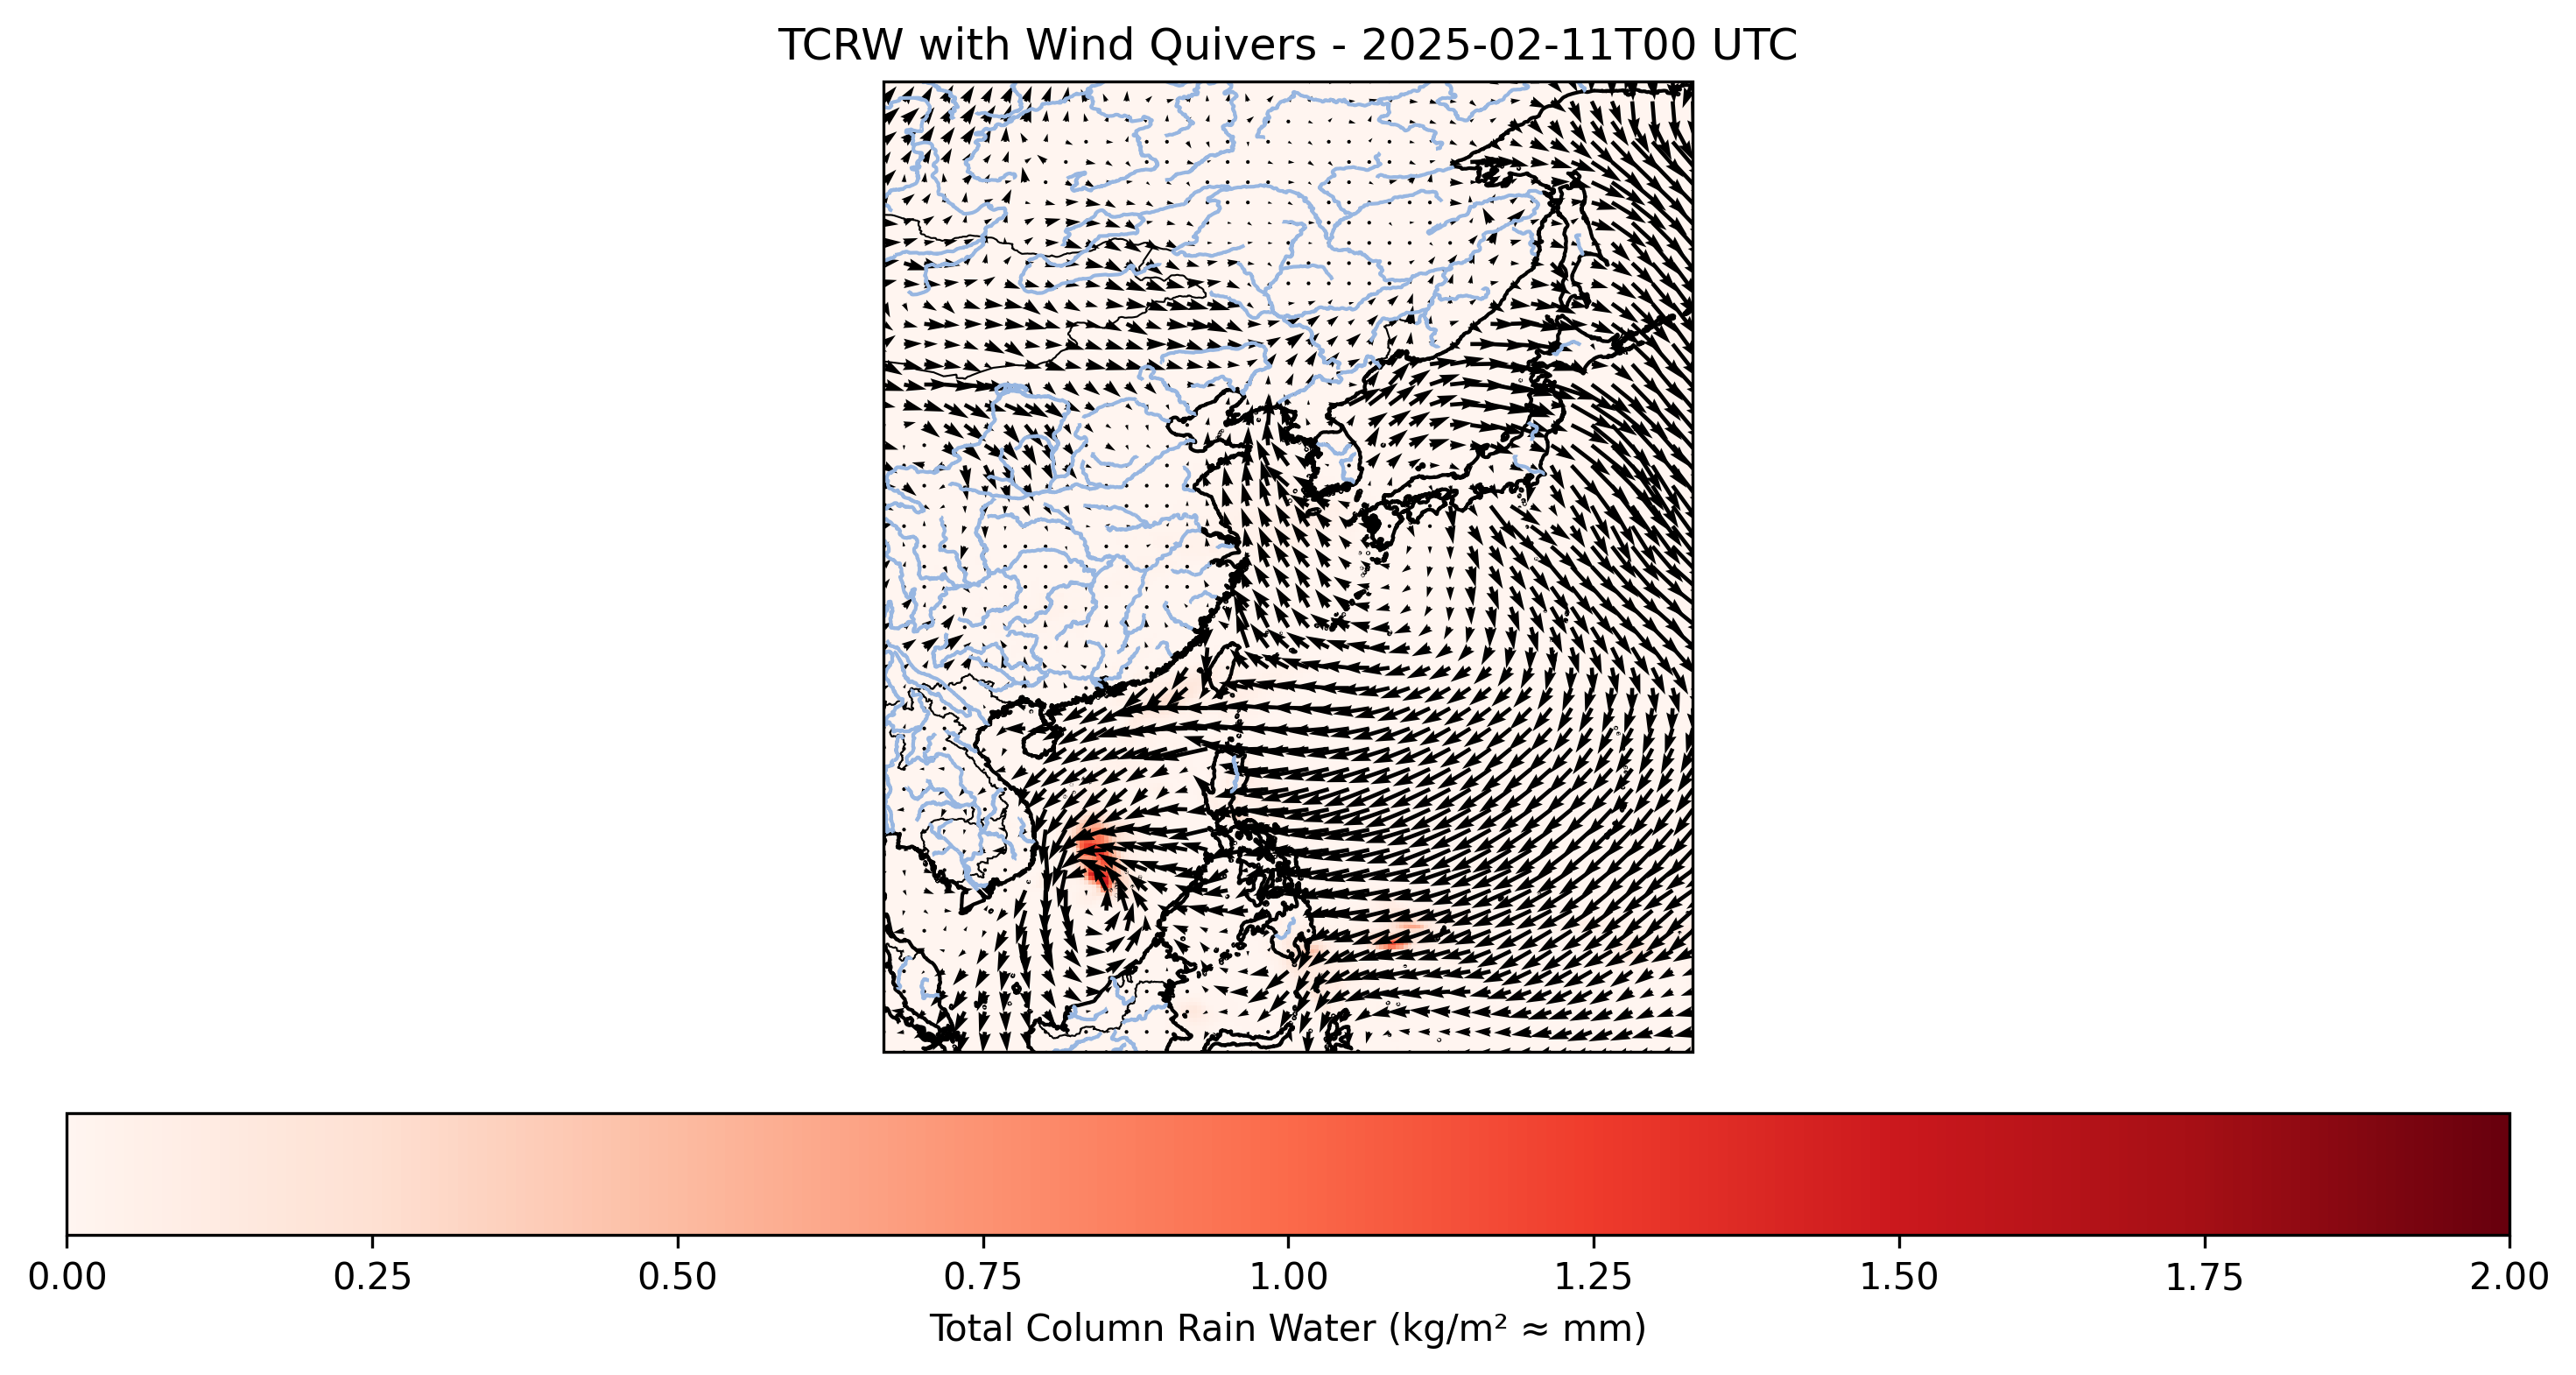 TCRW with Wind Quivers - 2025-02-11T00 UTC
0.00 0.25 0.50 0.75 1.00 1.25 1.50 1.75 2.00
Total Column Rain Water (kg/m² ≈ mm)